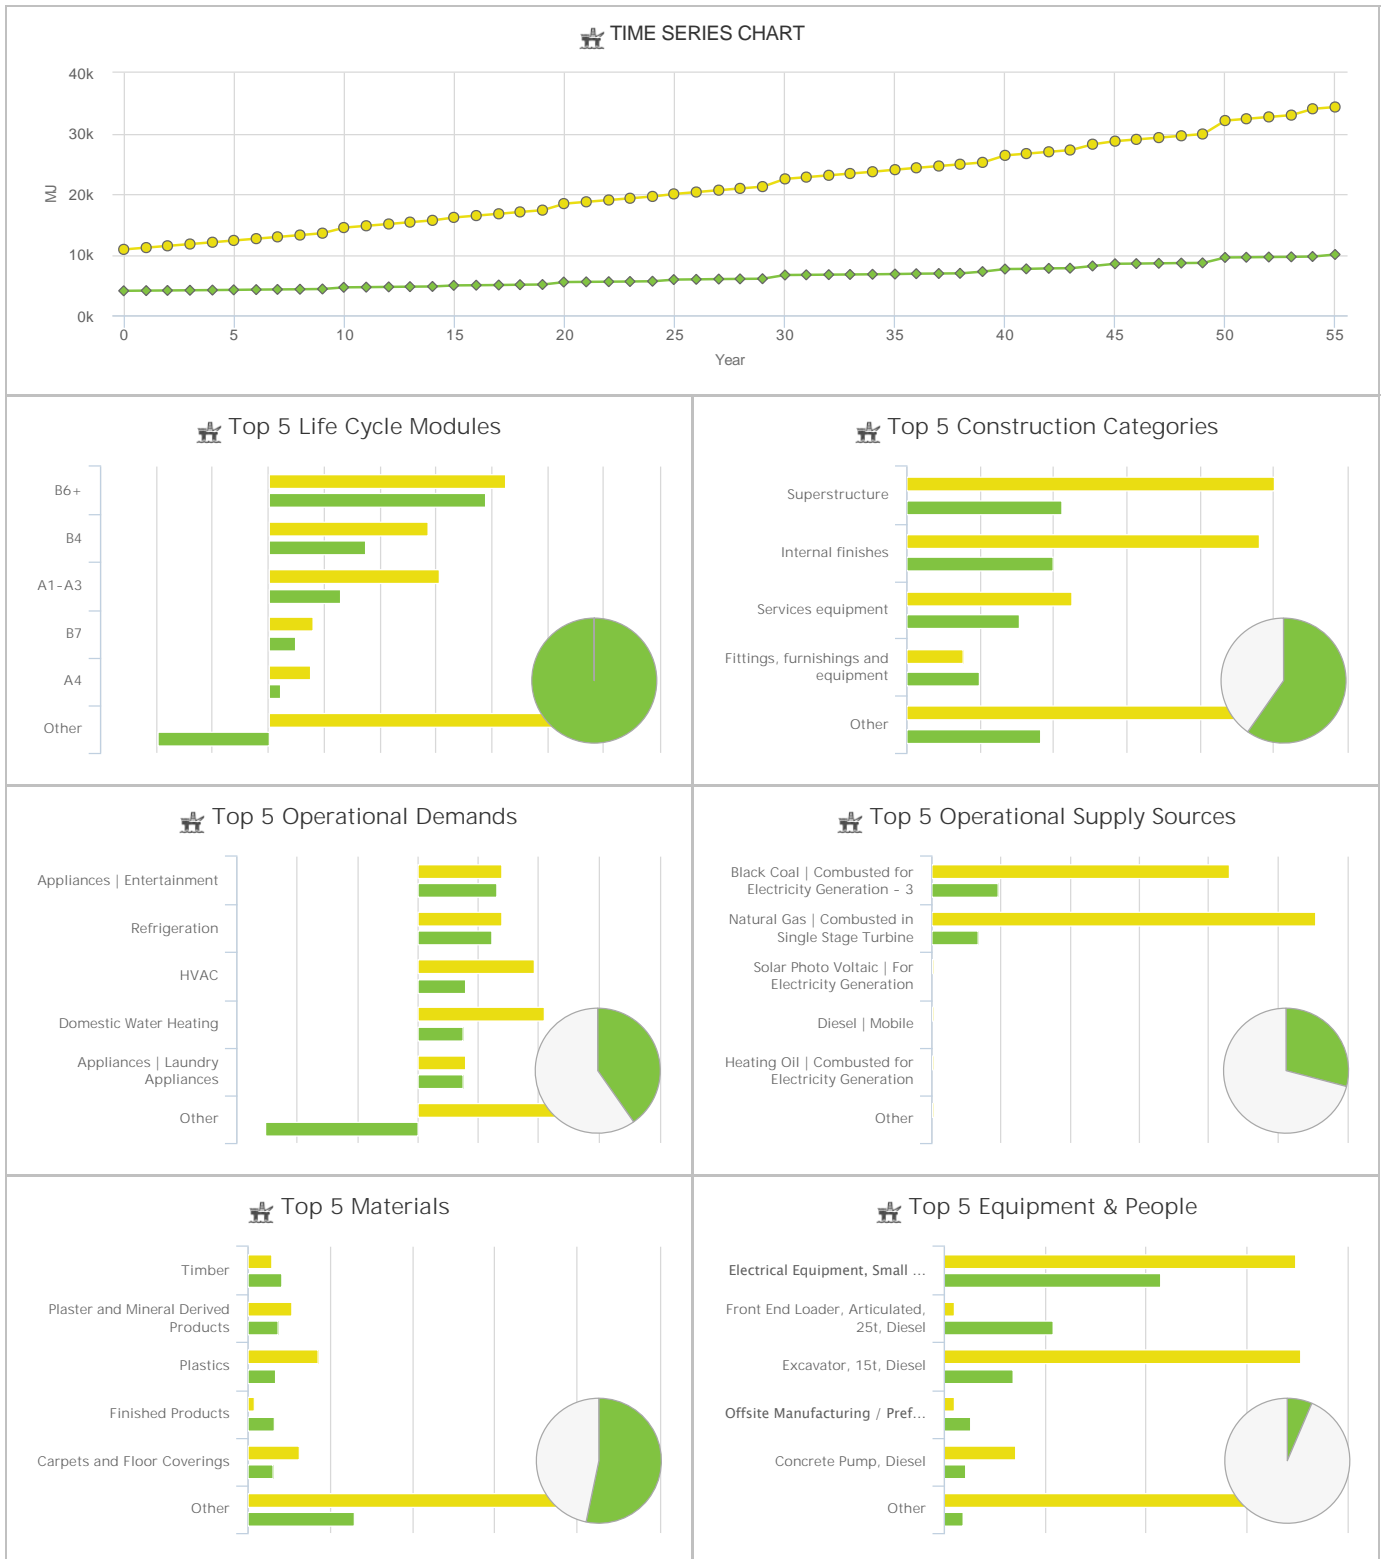 TIME SERIES CHART
40k
30k
20k
10k
0k
MJ
0 5 10 15 20 25 30 35 40 45 50 55
Year
Top 5 Life Cycle Modules
B6+
B4
A1-A3
B7
A4
Other
Top 5 Construction Categories
Superstructure
Internal finishes
Services equipment
Fittings, furnishings and
equipment
Other
Top 5 Operational Demands
Appliances | Entertainment
Refrigeration
HVAC
Domestic Water Heating
Appliances | Laundry
Appliances
Other
Top 5 Operational Supply Sources
Black Coal | Combusted for
Electricity Generation - 3
Natural Gas | Combusted in
Single Stage Turbine
Solar Photo Voltaic | For
Electricity Generation
Diesel | Mobile
Heating Oil | Combusted for
Electricity Generation
Other
Top 5 Materials
Timber
Plaster and Mineral Derived
Products
Plastics
Finished Products
Carpets and Floor Coverings
Other
Top 5 Equipment & People
Electrical Equipment, Small ...
Front End Loader, Articulated,
25t, Diesel
Excavator, 15t, Diesel
Offsite Manufacturing / Pref...
Concrete Pump, Diesel
Other